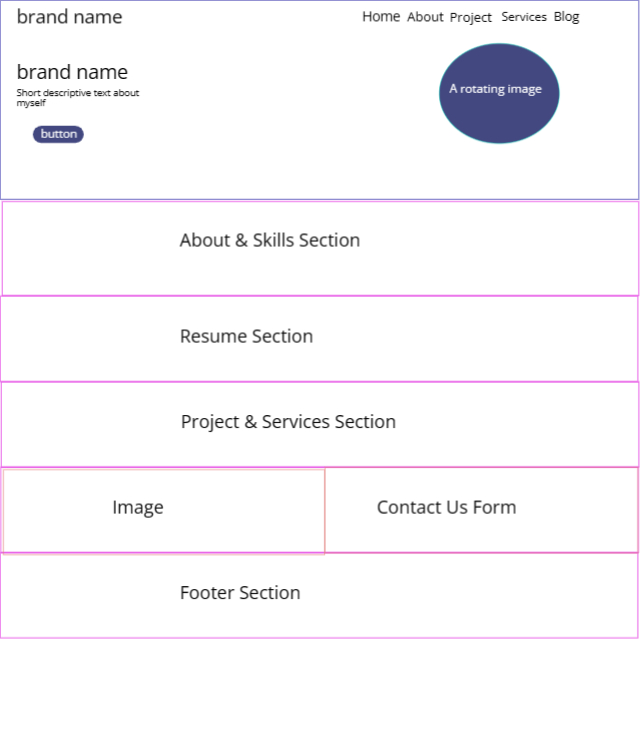 brand name
Home About Project Services Blog
brand name
Short descriptive text about
myself
button
A rotating image
About & Skills Section
Resume Section
Project & Services Section
Image
Contact Us Form
Footer Section